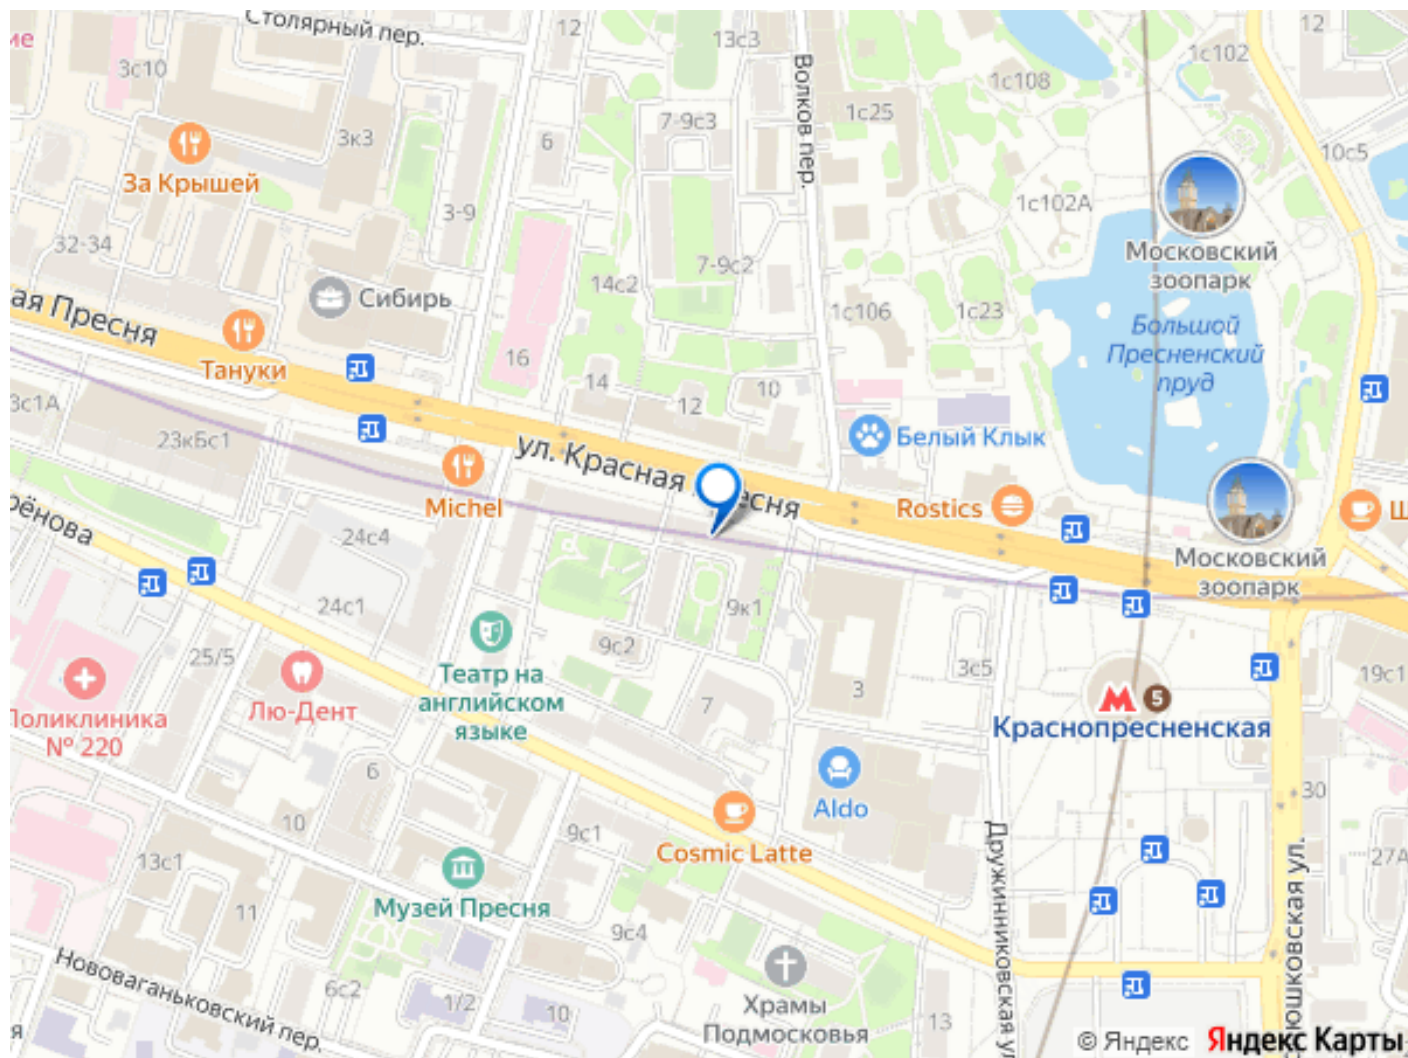 Столярный пер.
12
13с3
12
1с102
ие
3с10
Волков пер.
1с108
3к3
6
7-9с3
1с25
10с5
За Крышей
3-9
1с102А
32-34
7-9с2
Московский
зоопарк
14с2
Сибирь
1с106
1с23
ая Пресня
Большой
Пресненский
пруд
Тануки
16
14
10
12
3с1А
23кБс1
ул. Красная Пресня
Белый Клык
Michel
Rostics
Ш
рёнова
24с4
Московский
зоопарк
24с1
9к1
9с2
25/5
3с5
19с1
Театр на
английском
языке
3
Поликлиника
№ 220
Лю-Дент
7
М 5
Краснопресненская
6
30
Aldo
10
9с1
Cosmic Latte
13с1
27А
Дружинниковская ул
юшковская ул.
Музей Пресня
11
9с4
Нововаганьковский пер.
6с2
1/2
10
Храмы
Подмосковья
13
я
© Яндекс Яндекс Карты